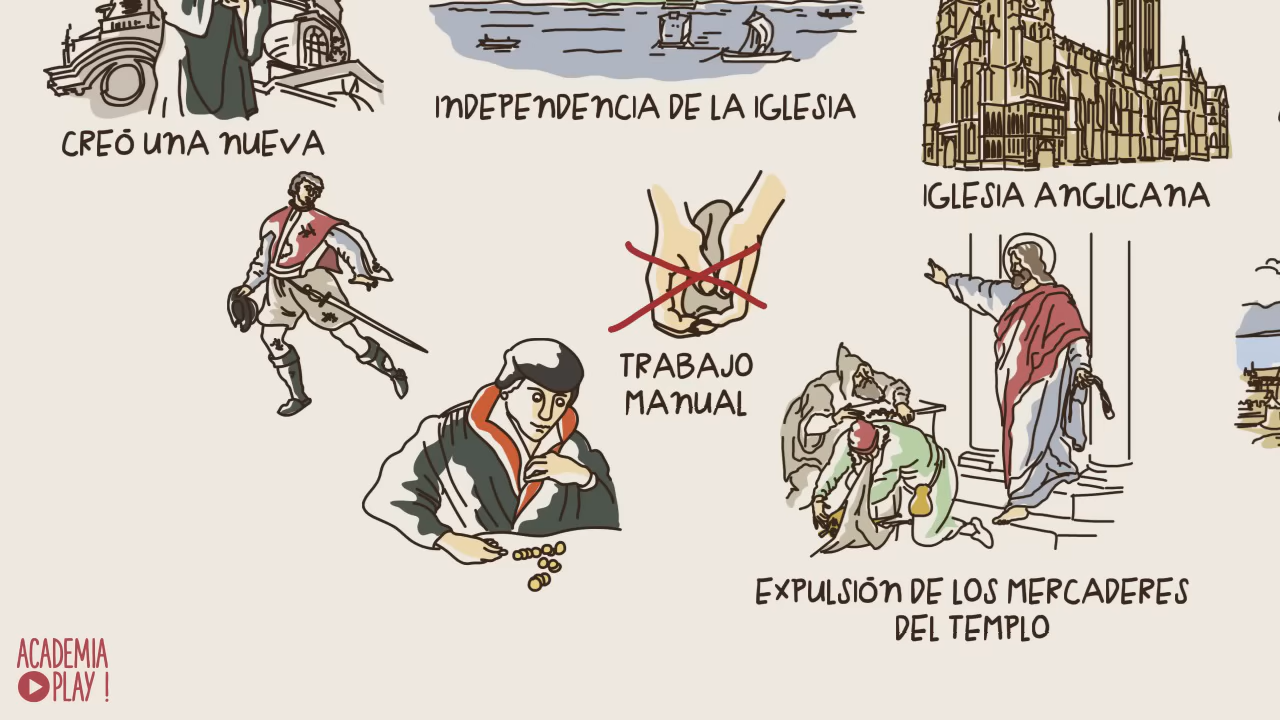 INDEPENDENCIA DE LA IGLESIA
CREÓ UNA NUEVA
IGLESIA ANGLICANA
TRABAJO
MANUAL
EXPULSIÓN DE LOS MERCADERES
DEL TEMPLO
ACADEMIA
PLAY !